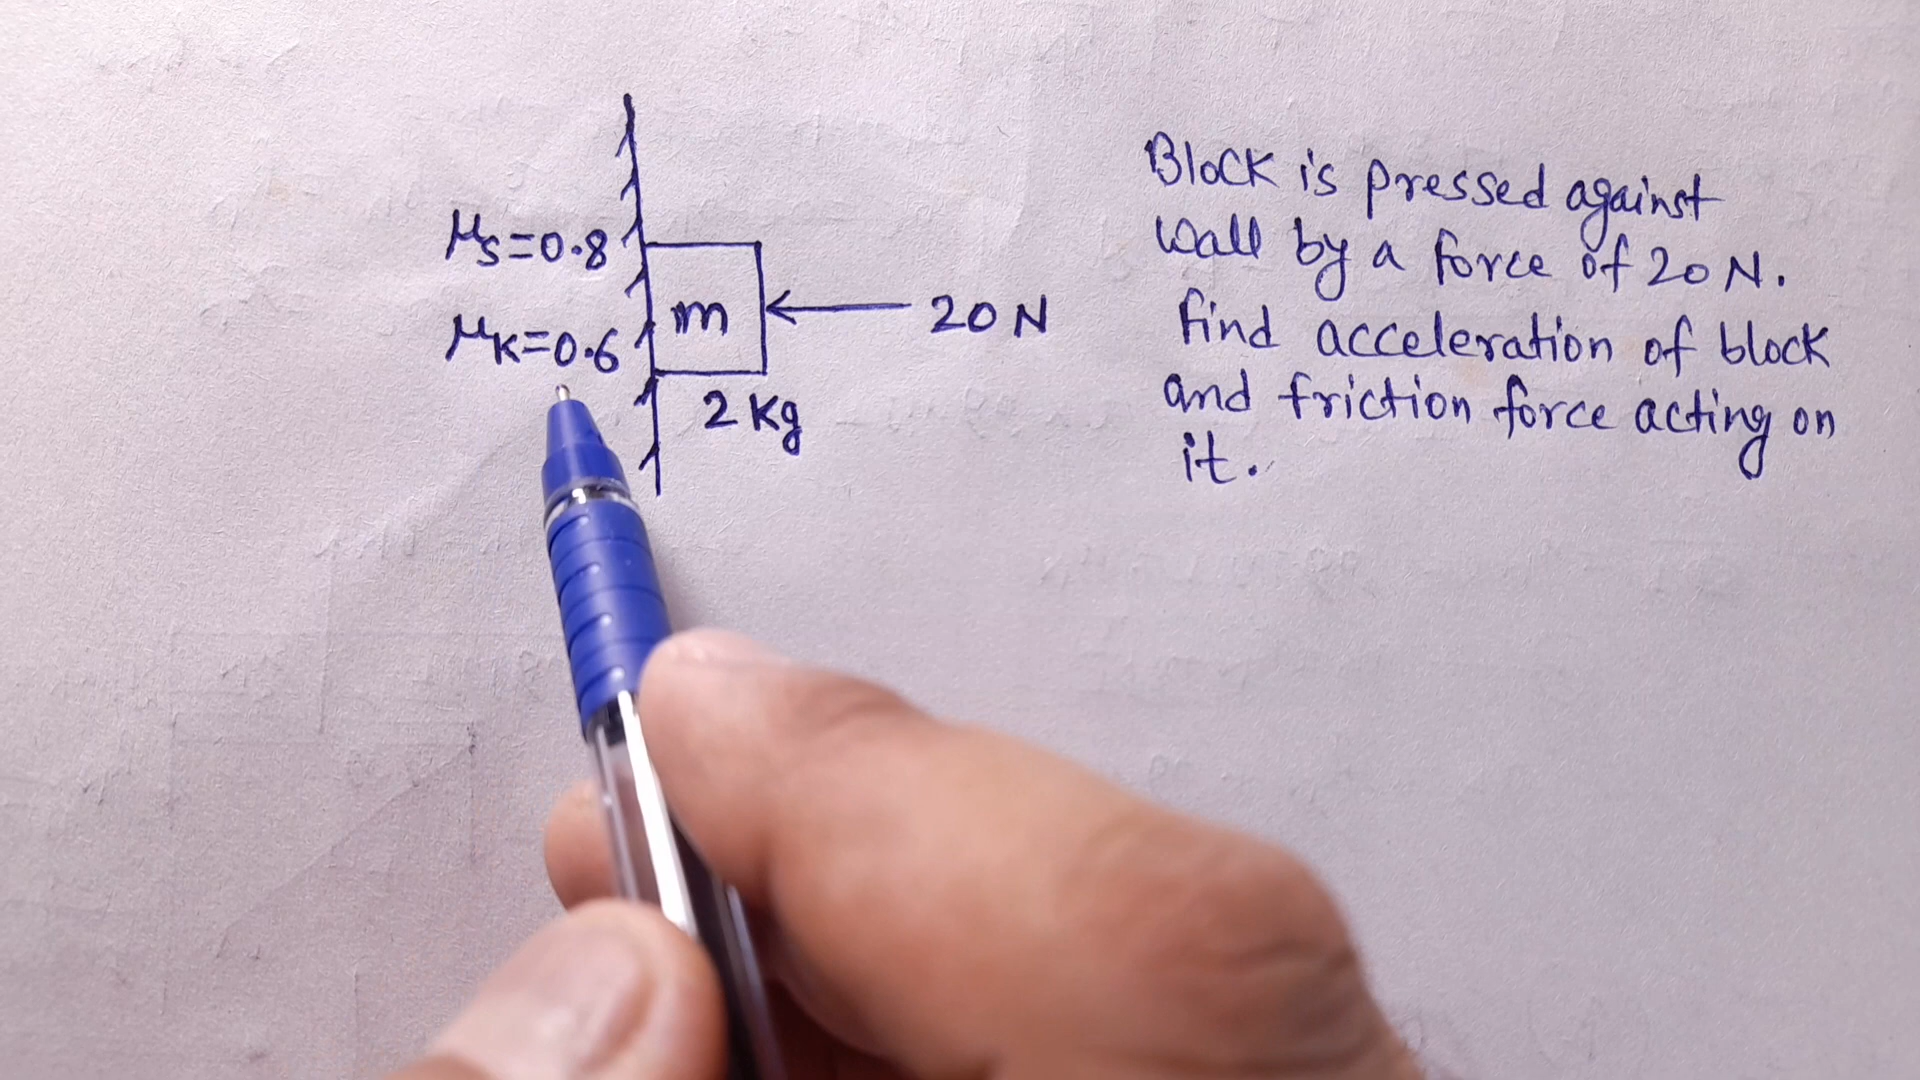 μs=0.8
μK=0.6
m
20 N
2 Kg
Block is pressed against
wall by a force of 20 N.
find acceleration of block
and friction force acting on
it.